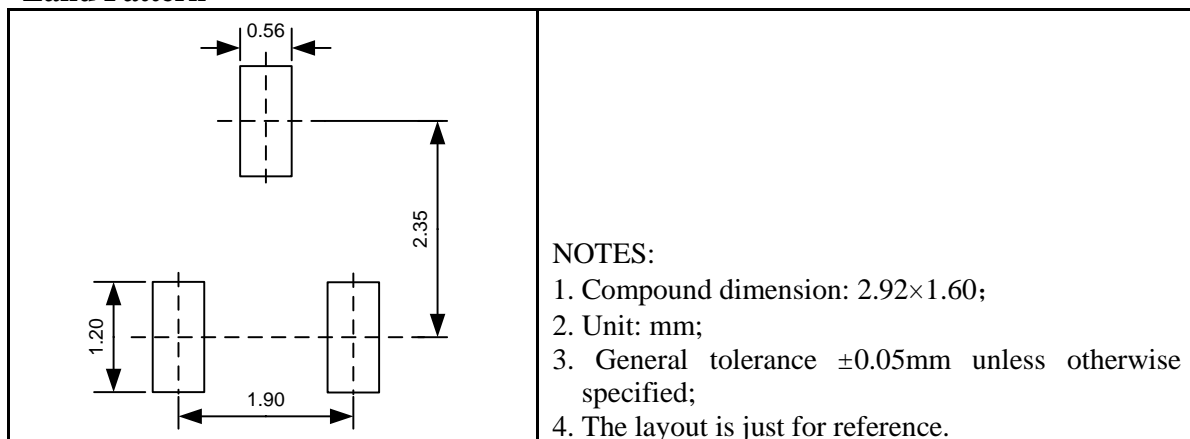 Land Pattern
0.56
2.35
1.20
1.90
NOTES:
1. Compound dimension: 2.92×1.60；
2. Unit: mm;
3. General tolerance ±0.05mm unless otherwise
specified;
4. The layout is just for reference.